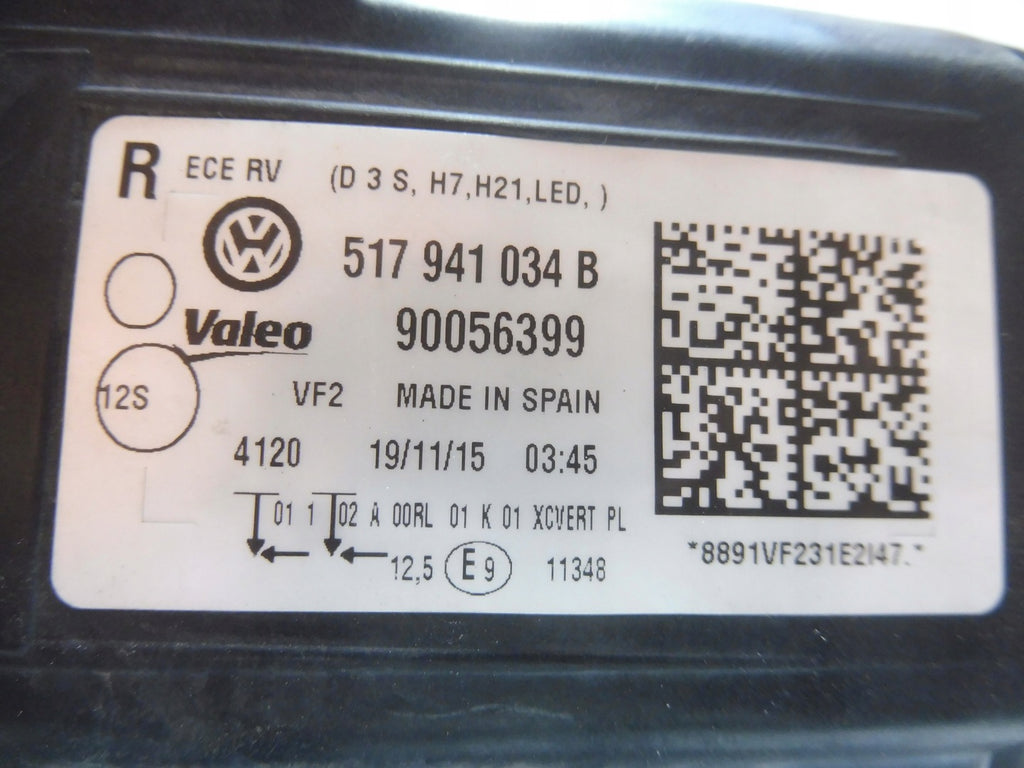 R ECE RV (D 3 S, H7,H21,LED, )
517 941 034 B
Valeo 90056399
12S VF2 MADE IN SPAIN
4120 19/11/15 03:45
01 1 02 A 00RL 01 K 01 XCVERT PL
12,5 E 9 11348
*8891VF231E2I47.*